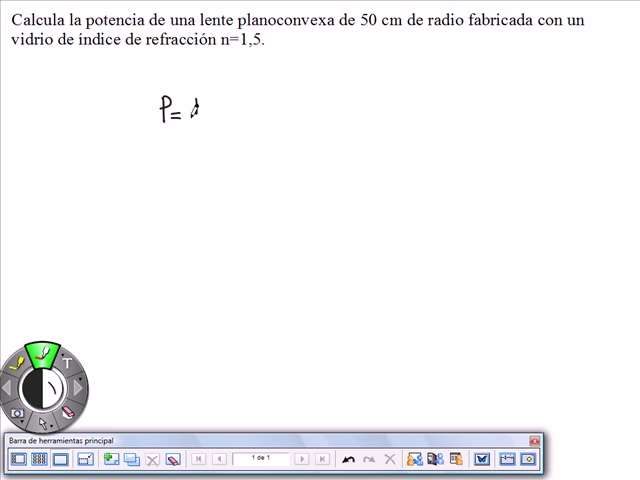 Calcula la potencia de una lente planoconvexa de 50 cm de radio fabricada con un
vidrio de índice de refracción n=1,5.
P=
T
Barra de herramientas principal
1 de 1